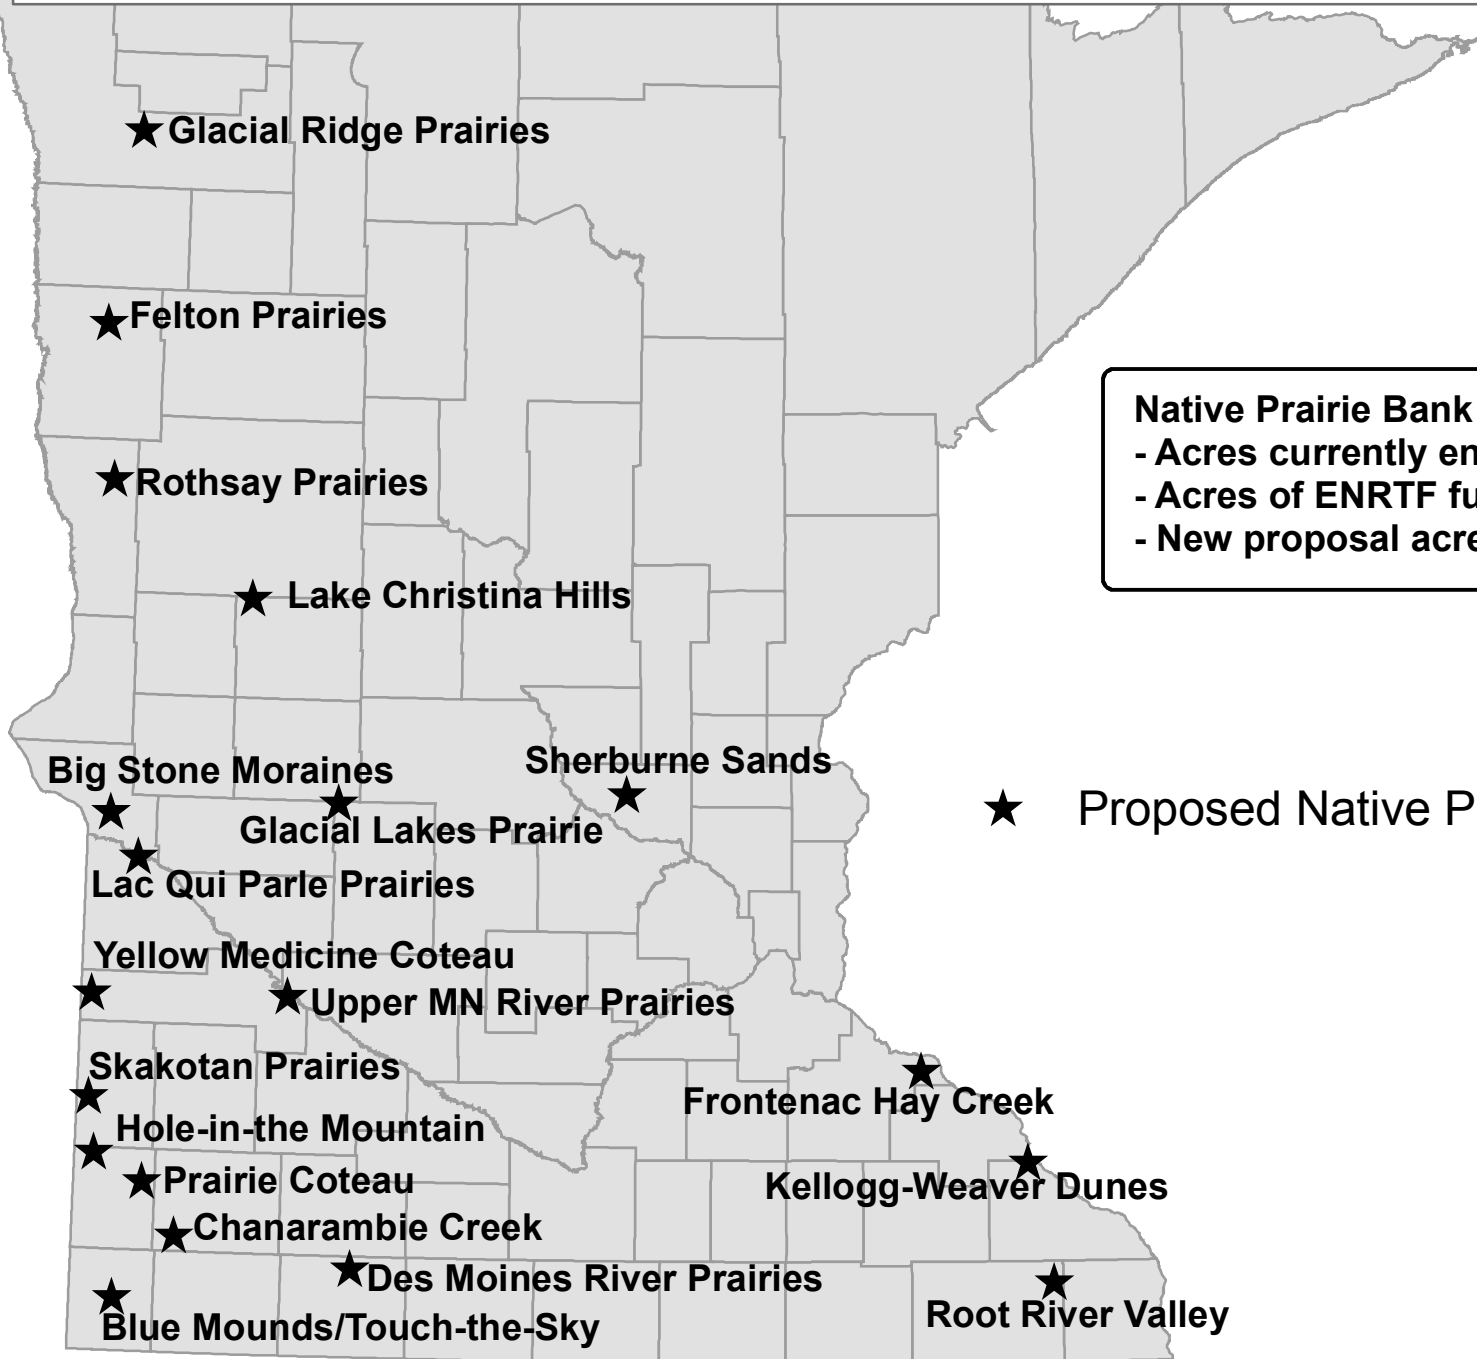 Glacial Ridge Prairies
Felton Prairies
Native Prairie Bank
- Acres currently en
- Acres of ENRTF fu
- New proposal acre
Rothsay Prairies
Lake Christina Hills
Sherburne Sands
Big Stone Moraines
Proposed Native P
Glacial Lakes Prairie
Lac Qui Parle Prairies
Yellow Medicine Coteau
Upper MN River Prairies
Skakotan Prairies
Frontenac Hay Creek
Hole-in-the Mountain
Prairie Coteau
Kellogg-Weaver Dunes
Chanarambie Creek
Des Moines River Prairies
Root River Valley
Blue Mounds/Touch-the-Sky